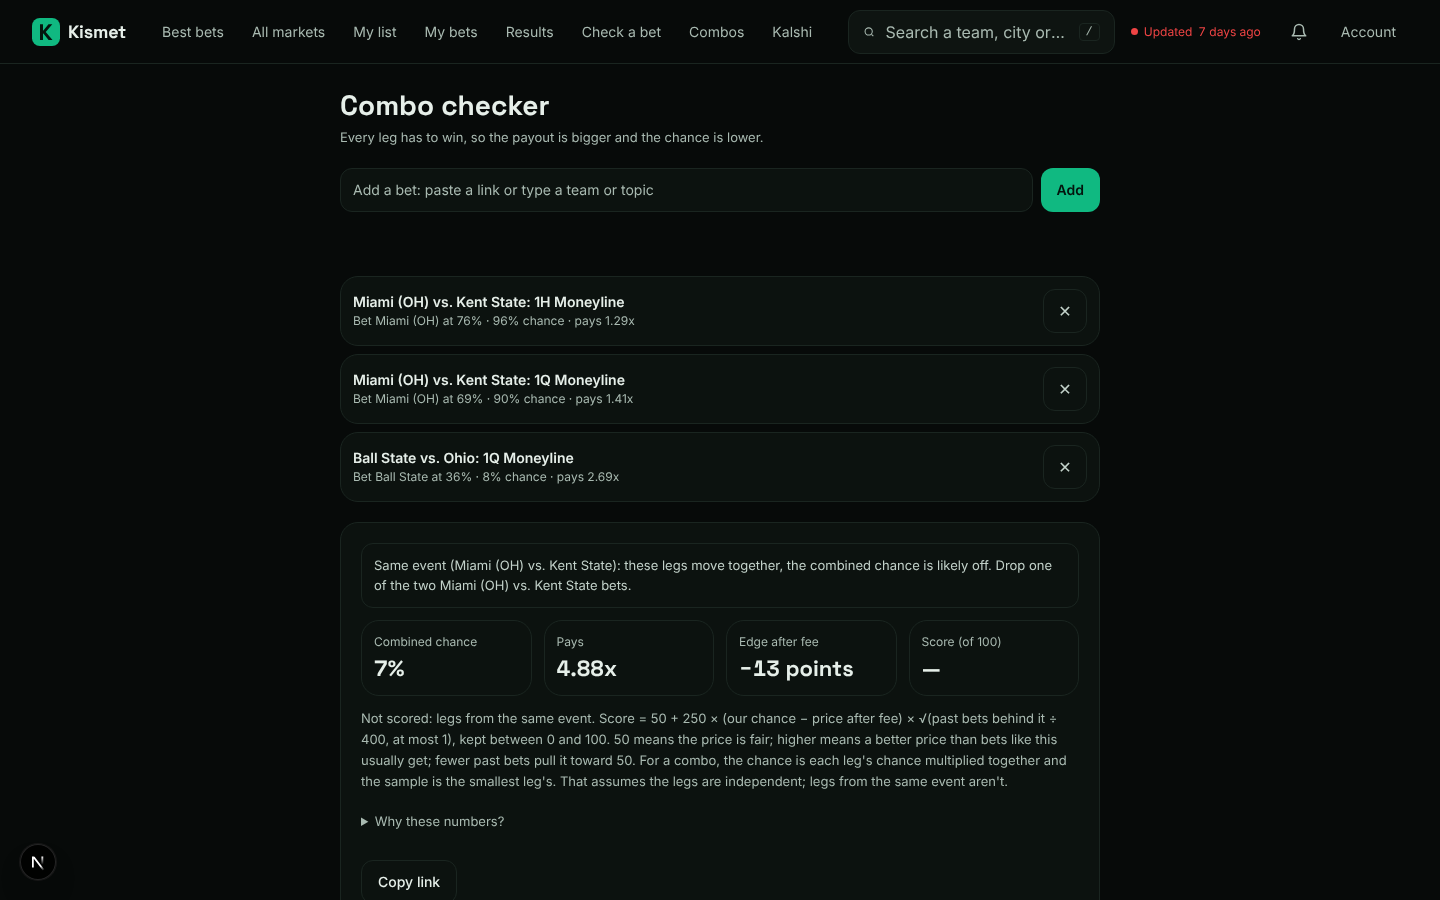 K Kismet Best bets All markets My list My bets Results Check a bet Combos Kalshi Search a team, city or... / Updated 7 days ago Account
Combo checker
Every leg has to win, so the payout is bigger and the chance is lower.
Add a bet: paste a link or type a team or topic Add
Miami (OH) vs. Kent State: 1H Moneyline
Bet Miami (OH) at 76% · 96% chance · pays 1.29x
Miami (OH) vs. Kent State: 1Q Moneyline
Bet Miami (OH) at 69% · 90% chance · pays 1.41x
Ball State vs. Ohio: 1Q Moneyline
Bet Ball State at 36% · 8% chance · pays 2.69x
Same event (Miami (OH) vs. Kent State): these legs move together, the combined chance is likely off. Drop one
of the two Miami (OH) vs. Kent State bets.
Combined chance Pays Edge after fee Score (of 100)
7% 4.88x −13 points —
Not scored: legs from the same event. Score = 50 + 250 × (our chance − price after fee) × √(past bets behind it ÷
400, at most 1), kept between 0 and 100. 50 means the price is fair; higher means a better price than bets like this
usually get; fewer past bets pull it toward 50. For a combo, the chance is each leg's chance multiplied together and
the sample is the smallest leg's. That assumes the legs are independent; legs from the same event aren't.
Why these numbers?
N
Copy link